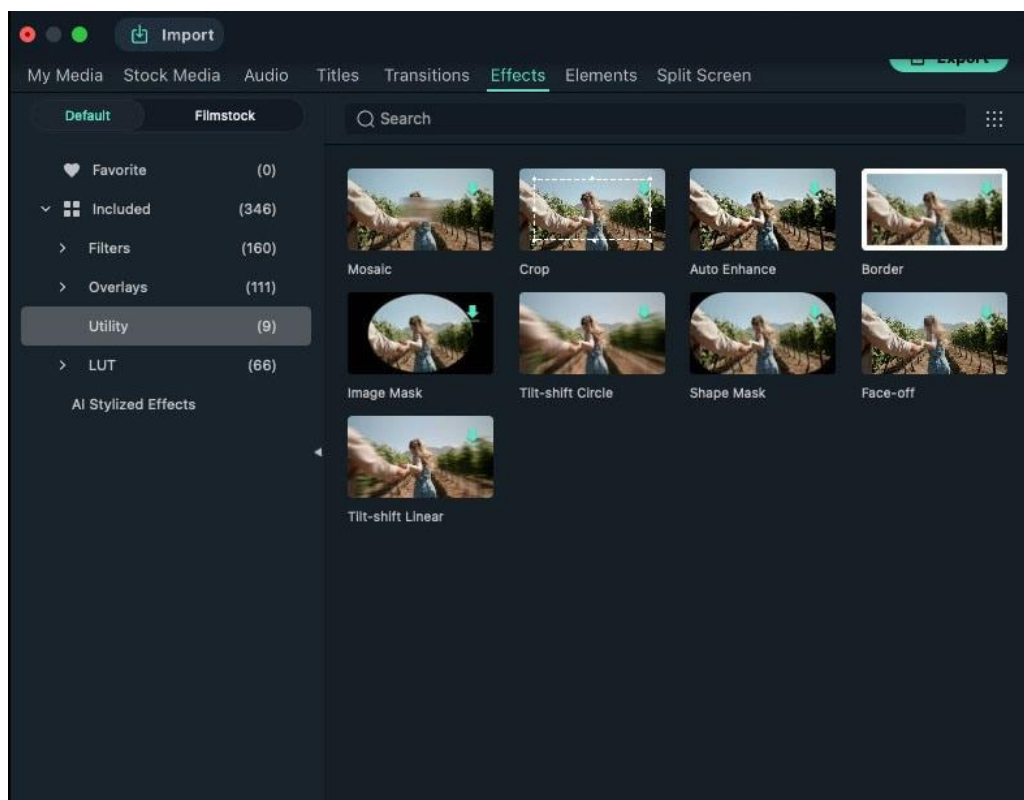 Import
My Media Stock Media Audio Titles Transitions Effects Elements Split Screen Export
Default Filmstock
Search
Favorite (0)
Included (346)
Filters (160)
Overlays (111)
Utility (9)
LUT (66)
AI Stylized Effects
Mosaic Crop Auto Enhance Border
Image Mask Tilt-shift Circle Shape Mask Face-off
Tilt-shift Linear